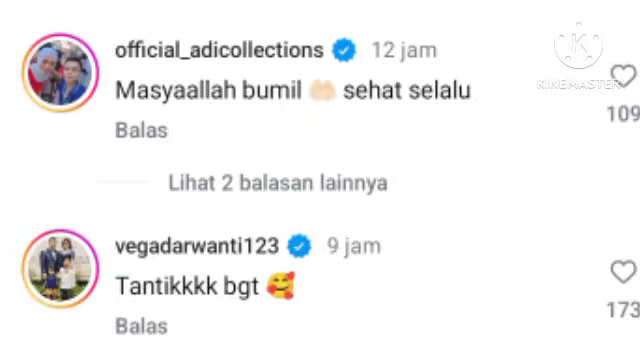 official_adicollections 12 jam
Masyaallah bumil 🤲🏻 sehat selalu
109
Balas
Lihat 2 balasan lainnya
vegadarwanti123 9 jam
Tantikkkk bgt 🥰
173
Balas
K
KINEMASTER